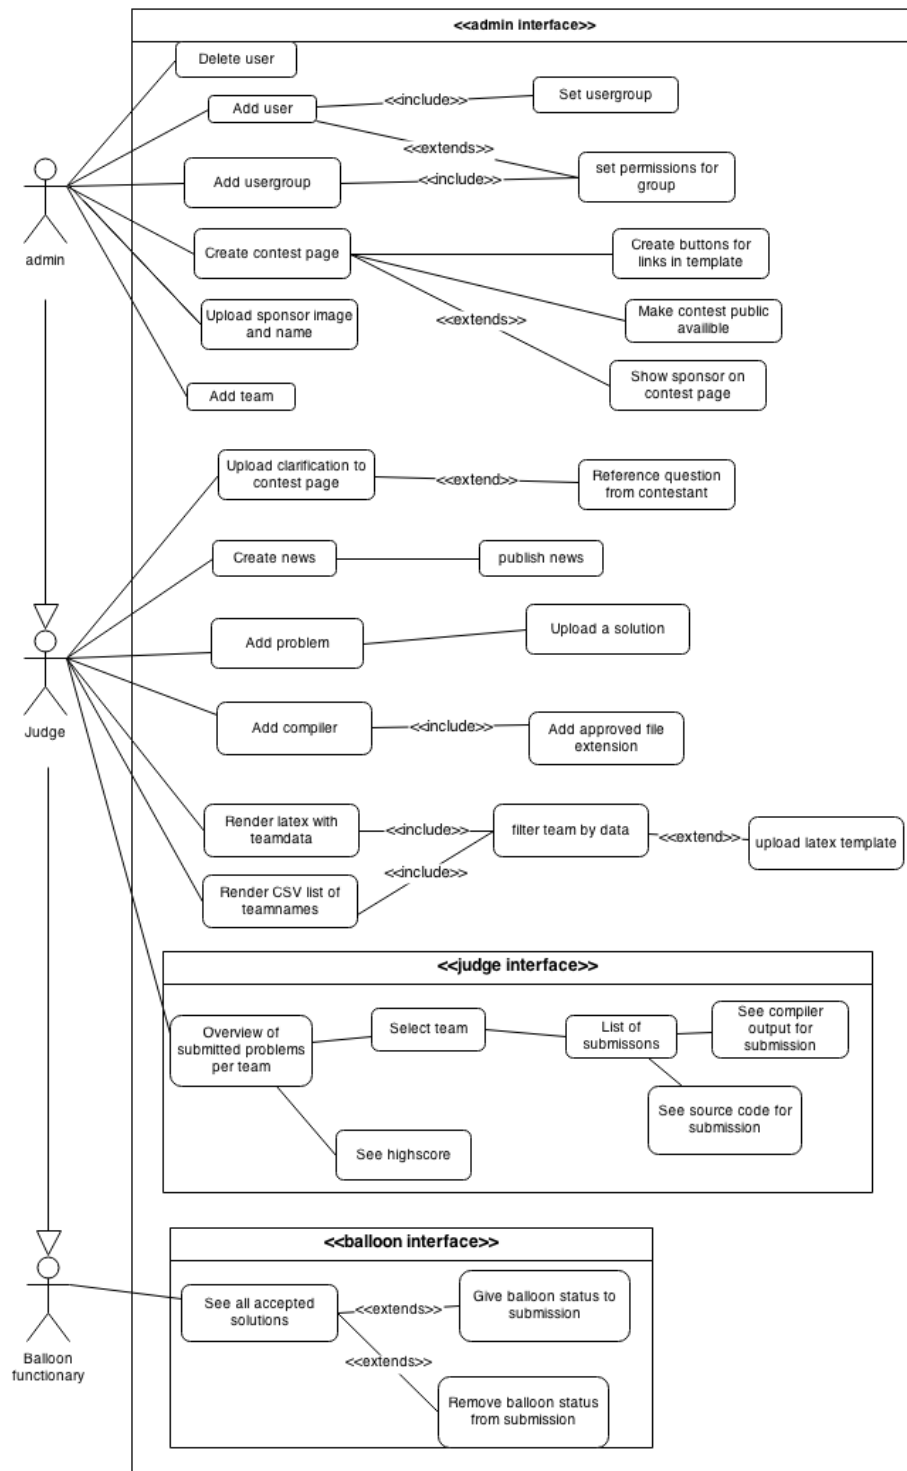 <<admin interface>>
Delete user
Add user
<<include>>
Set usergroup
<<extends>>
Add usergroup
<<include>>
set permissions for
group
admin
Create contest page
Create buttons for
links in template
Upload sponsor image
and name
<<extends>>
Make contest public
availible
Add team
Show sponsor on
contest page
Upload clarification to
contest page
<<extend>>
Reference question
from contestant
Create news
publish news
Add problem
Upload a solution
Judge
Add compiler
<<include>>
Add approved file
extension
Render latex with
teamdata
<<include>>
filter team by data
<<extend>>
upload latex template
<<include>>
Render CSV list of
teamnames
<<judge interface>>
Overview of
submitted problems
per team
Select team
List of
submissons
See compiler
output for
submission
See source code for
submission
See highscore
<<balloon interface>>
See all accepted
solutions
<<extends>>
Give balloon status to
submission
<<extends>>
Balloon
functionary
Remove balloon status
from submission